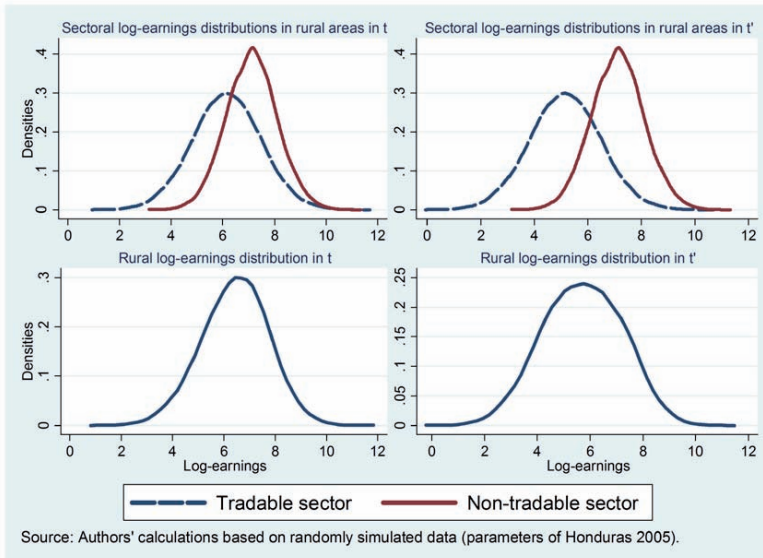 Sectoral log-earnings distributions in rural areas in t
Sectoral log-earnings distributions in rural areas in t'
Densities
0 .1 .2 .3 .4
0 2 4 6 8 10 12
0 .1 .2 .3 .4
0 2 4 6 8 10 12
Rural log-earnings distribution in t
Rural log-earnings distribution in t'
Densities
0 .1 .2 .3
0 2 4 6 8 10 12
Log-earnings
0 .05 .1 .15 .2 .25
0 2 4 6 8 10 12
Log-earnings
Tradable sector
Non-tradable sector
Source: Authors' calculations based on randomly simulated data (parameters of Honduras 2005).